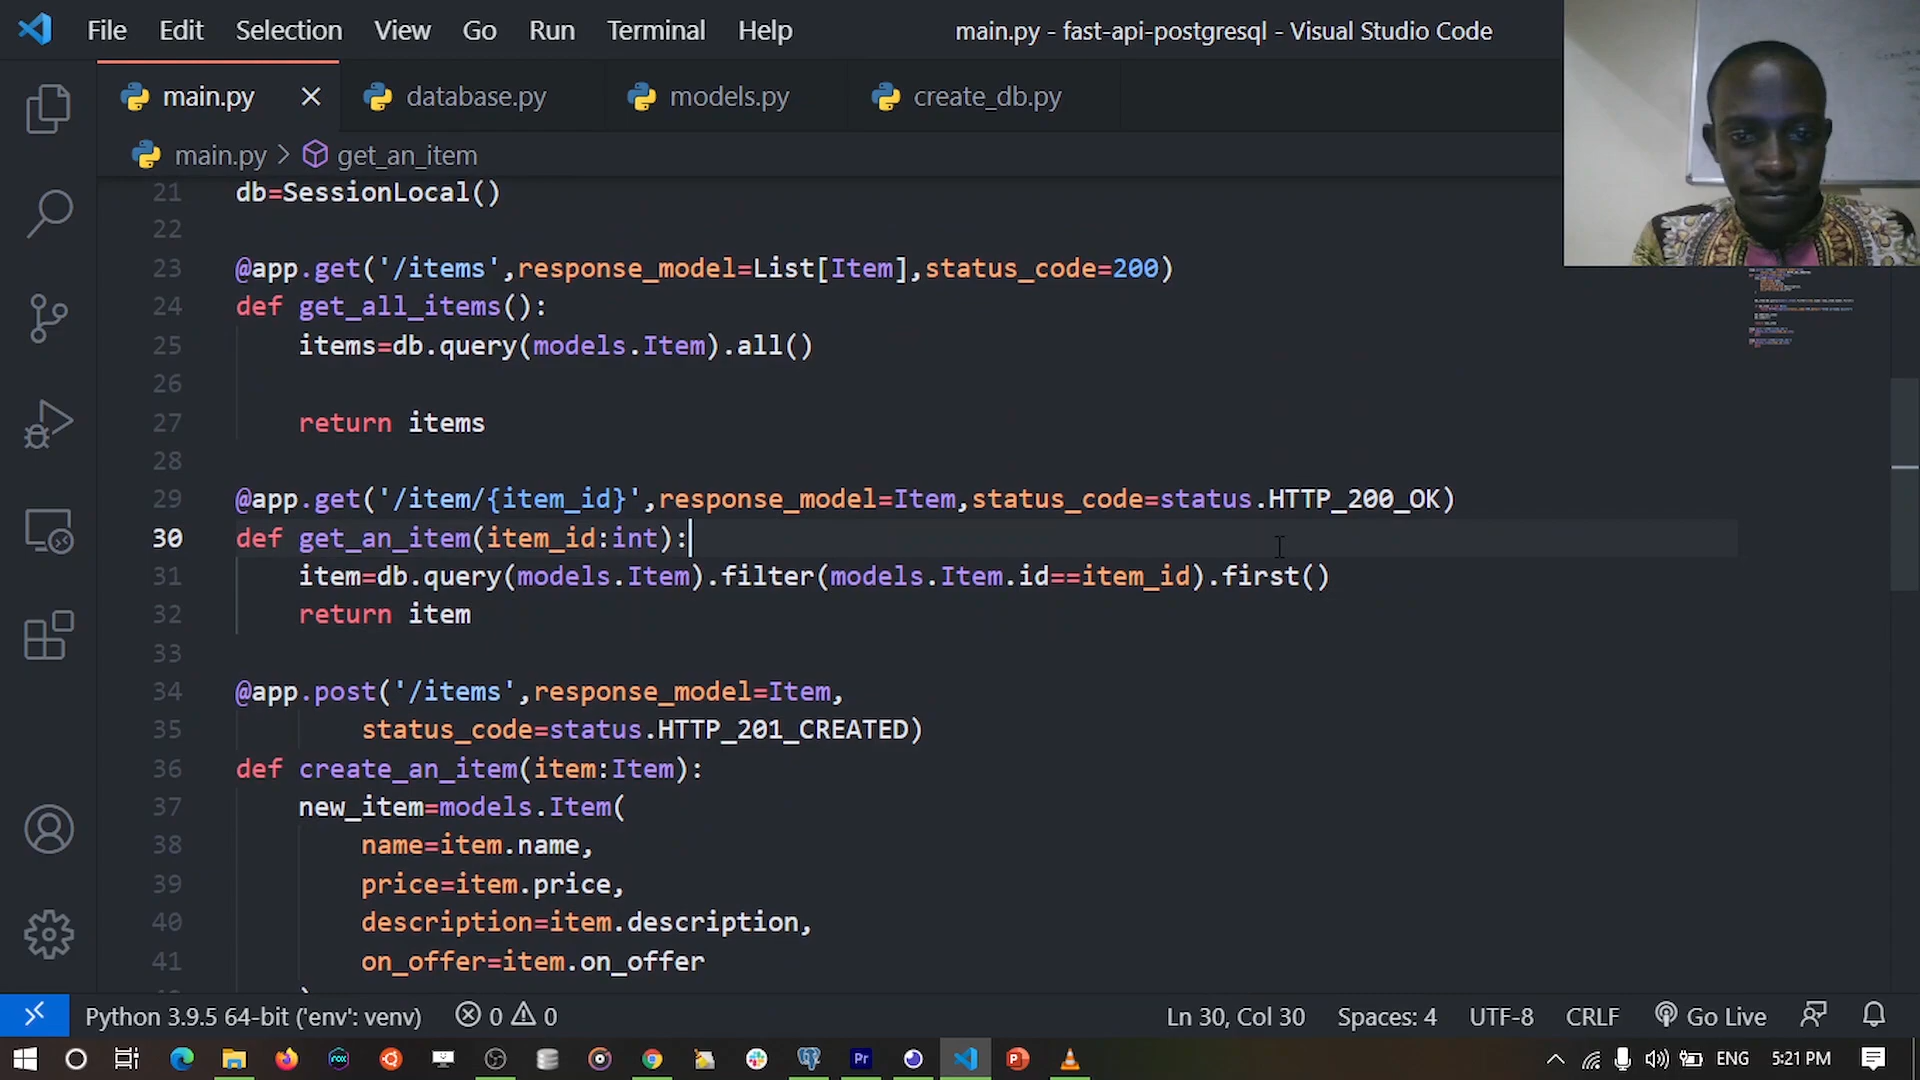 File Edit Selection View Go Run Terminal Help main.py - fast-api-postgresql - Visual Studio Code
main.py database.py models.py create_db.py
main.py > get_an_item
21 db=SessionLocal()
22
23 @app.get('/items',response_model=List[Item],status_code=200)
24 def get_all_items():
25 items=db.query(models.Item).all()
26
27 return items
28
29 @app.get('/item/{item_id}',response_model=Item,status_code=status.HTTP_200_OK)
30 def get_an_item(item_id:int):
31 item=db.query(models.Item).filter(models.Item.id==item_id).first()
32 return item
33
34 @app.post('/items',response_model=Item,
35 status_code=status.HTTP_201_CREATED)
36 def create_an_item(item:Item):
37 new_item=models.Item(
38 name=item.name,
39 price=item.price,
40 description=item.description,
41 on_offer=item.on_offer
Python 3.9.5 64-bit ('env': venv) 0 0 Ln 30, Col 30 Spaces: 4 UTF-8 CRLF Go Live
Pr ENG 5:21 PM